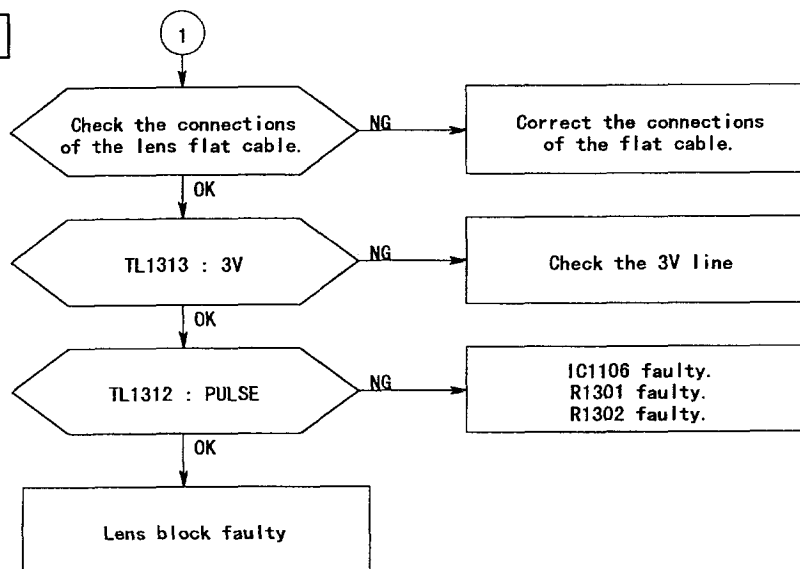 1
Check the connections
of the lens flat cable.
NG
Correct the connections
of the flat cable.
OK
TL1313 : 3V
NG
Check the 3V line
OK
TL1312 : PULSE
NG
IC1106 faulty.
R1301 faulty.
R1302 faulty.
OK
Lens block faulty